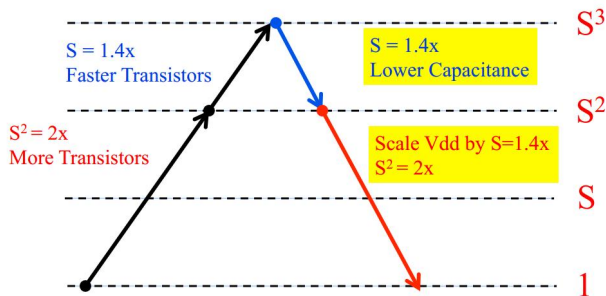 S³
S = 1.4x
Faster Transistors
S = 1.4x
Lower Capacitance
S²
S² = 2x
More Transistors
Scale Vdd by S=1.4x
S² = 2x
S
1